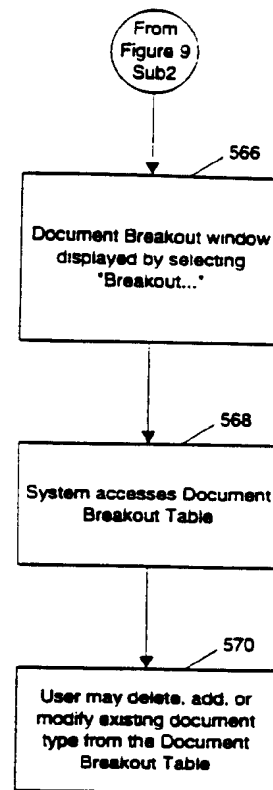 From
Figure 9
Sub2
566
Document Breakout window
displayed by selecting
"Breakout..."
568
System accesses Document
Breakout Table
570
User may delete, add, or
modify existing document
type from the Document
Breakout Table